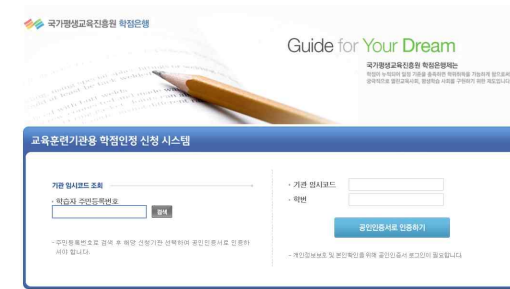 국가평생교육진흥원 학점은행
Guide for Your Dream
국가평생교육진흥원 학점은행제는
교육훈련기관용 학점인정 신청 시스템
기관 임시코드 조회
· 학습자 주민등록번호
검색
- 주민등록번호로 검색 후 해당 신청기관 선택하여 공인인증서로 인증하
셔야 합니다.
· 기관 임시코드
· 학번
공인인증서로 인증하기
- 개인정보보호 및 본인확인을 위해 공인인증서 로그인이 필요합니다.